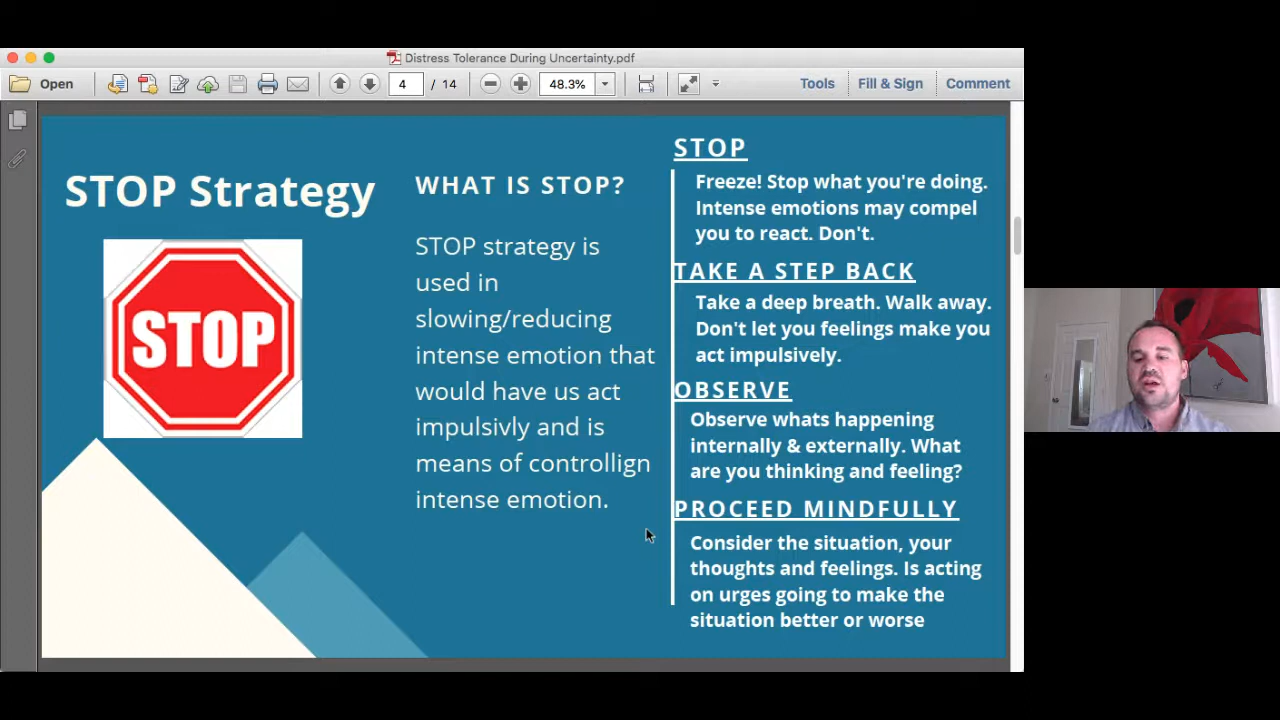 Distress Tolerance During Uncertainty.pdf
Open
4 / 14
48.3%
Tools
Fill & Sign
Comment
STOP Strategy
STOP
WHAT IS STOP?
STOP strategy is
used in
slowing/reducing
intense emotion that
would have us act
impulsivly and is
means of controllign
intense emotion.
STOP
Freeze! Stop what you're doing.
Intense emotions may compel
you to react. Don't.
TAKE A STEP BACK
Take a deep breath. Walk away.
Don't let you feelings make you
act impulsively.
OBSERVE
Observe whats happening
internally & externally. What
are you thinking and feeling?
PROCEED MINDFULLY
Consider the situation, your
thoughts and feelings. Is acting
on urges going to make the
situation better or worse